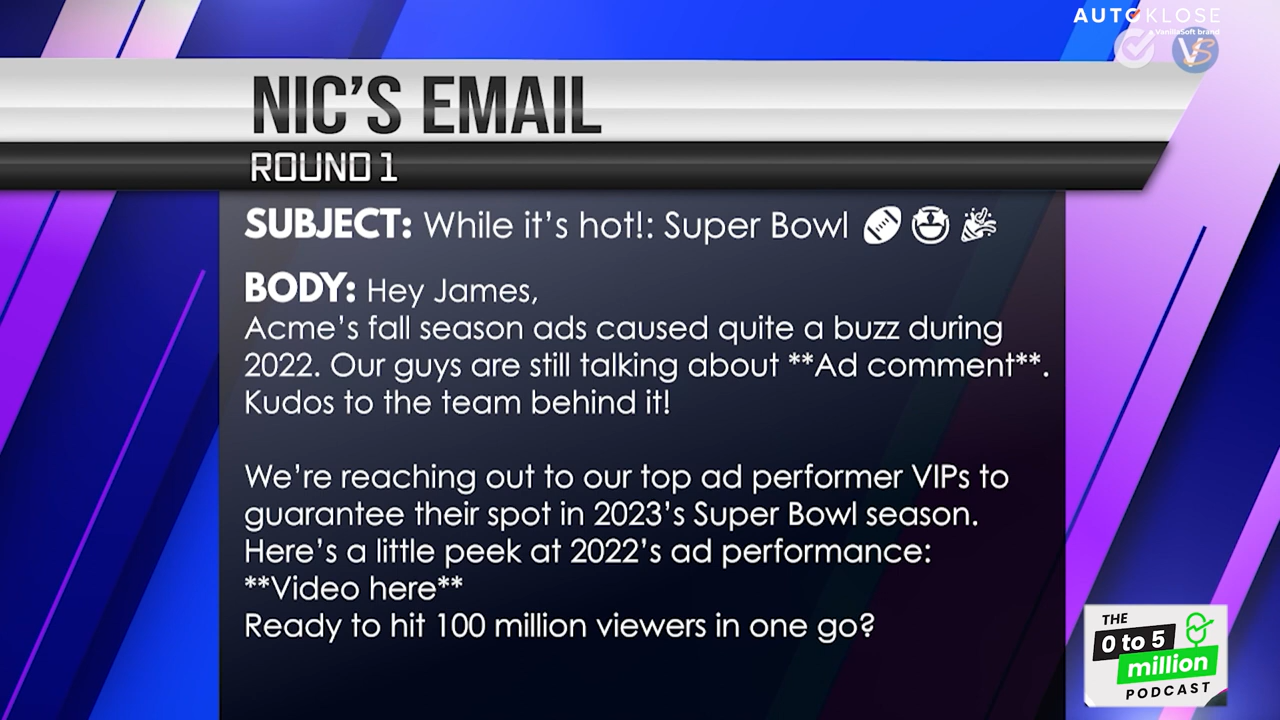 AUTOKLOSE
a VanillaSoft brand
VS
NIC'S EMAIL
ROUND 1
SUBJECT: While it's hot!: Super Bowl 🏈 🤩 🎉
BODY: Hey James,
Acme's fall season ads caused quite a buzz during
2022. Our guys are still talking about **Ad comment**.
Kudos to the team behind it!
We're reaching out to our top ad performer VIPs to
guarantee their spot in 2023's Super Bowl season.
Here's a little peek at 2022's ad performance:
**Video here**
Ready to hit 100 million viewers in one go?
THE
0 to 5
million
PODCAST